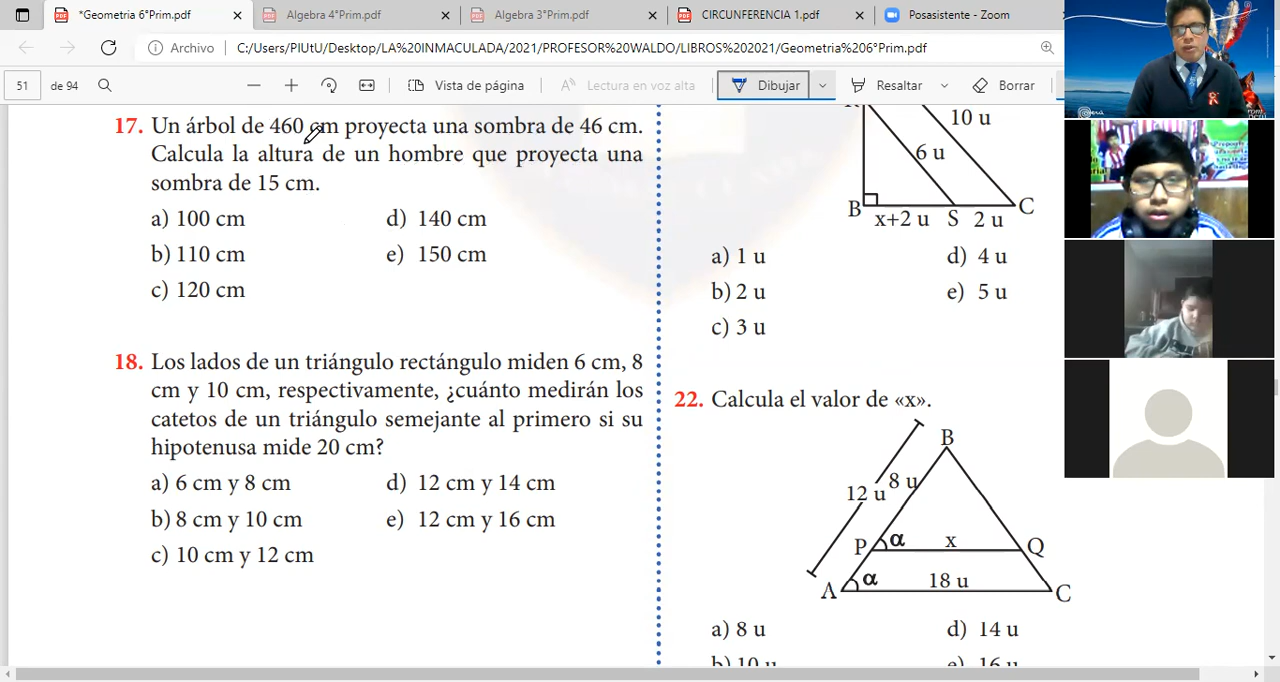 *Geometria 6°Prim.pdf
Algebra 4°Prim.pdf
Algebra 3°Prim.pdf
CIRCUNFERENCIA 1.pdf
Posasistente - Zoom
Archivo
C:/Users/PIUtU/Desktop/LA%20INMACULADA/2021/PROFESOR%20WALDO/LIBROS%202021/Geometria%206°Prim.pdf
51
de 94
Vista de página
Lectura en voz alta
Dibujar
Resaltar
Borrar
17. Un árbol de 460 cm proyecta una sombra de 46 cm.
Calcula la altura de un hombre que proyecta una
sombra de 15 cm.
a) 100 cm
d) 140 cm
b) 110 cm
e) 150 cm
c) 120 cm
18. Los lados de un triángulo rectángulo miden 6 cm, 8
cm y 10 cm, respectivamente, ¿cuánto medirán los
catetos de un triángulo semejante al primero si su
hipotenusa mide 20 cm?
a) 6 cm y 8 cm
d) 12 cm y 14 cm
b) 8 cm y 10 cm
e) 12 cm y 16 cm
c) 10 cm y 12 cm
10 u
6 u
B
x+2 u
S
2 u
C
a) 1 u
d) 4 u
b) 2 u
e) 5 u
c) 3 u
22. Calcula el valor de «x».
B
12 u
8 u
P
α
x
Q
A
α
18 u
C
a) 8 u
d) 14 u
b) 10 u
e) 16 u